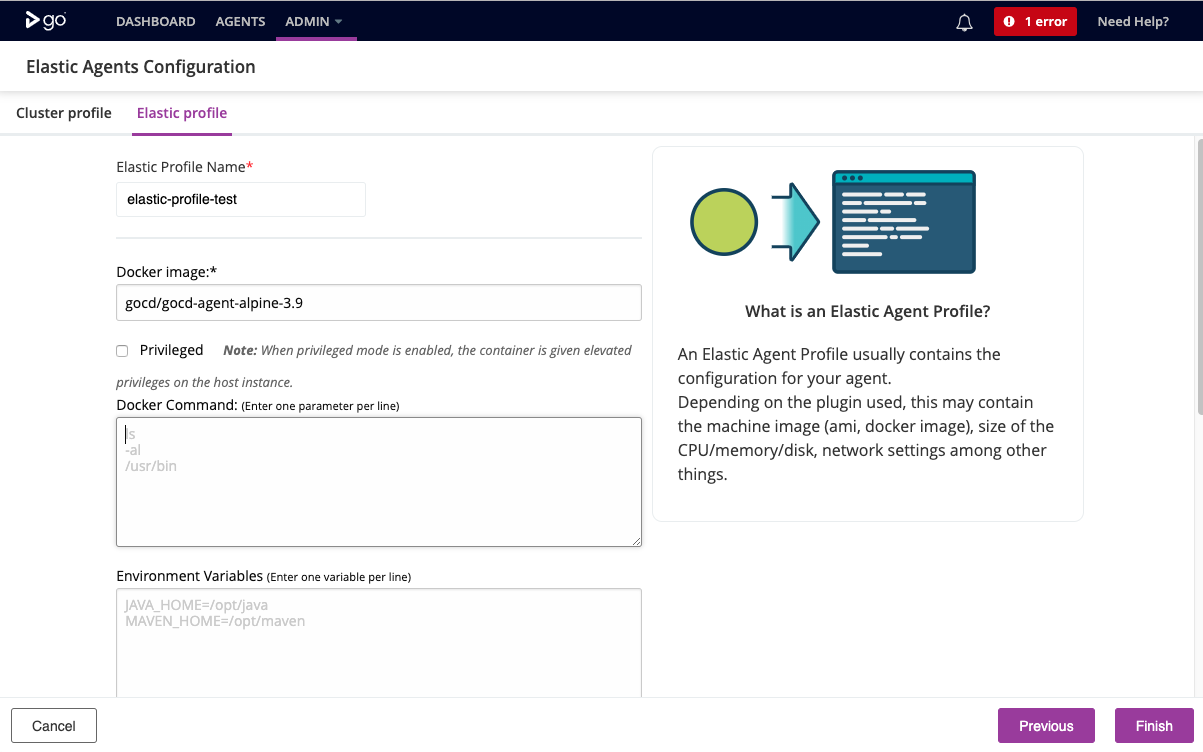 go
DASHBOARD AGENTS ADMIN
1 error
Need Help?
Elastic Agents Configuration
Cluster profile Elastic profile
Elastic Profile Name*
elastic-profile-test
Docker image:*
gocd/gocd-agent-alpine-3.9
Privileged Note: When privileged mode is enabled, the container is given elevated
privileges on the host instance.
Docker Command: (Enter one parameter per line)
ls
-al
/usr/bin
Environment Variables (Enter one variable per line)
JAVA_HOME=/opt/java
MAVEN_HOME=/opt/maven
What is an Elastic Agent Profile?
An Elastic Agent Profile usually contains the
configuration for your agent.
Depending on the plugin used, this may contain
the machine image (ami, docker image), size of the
CPU/memory/disk, network settings among other
things.
Cancel
Previous
Finish